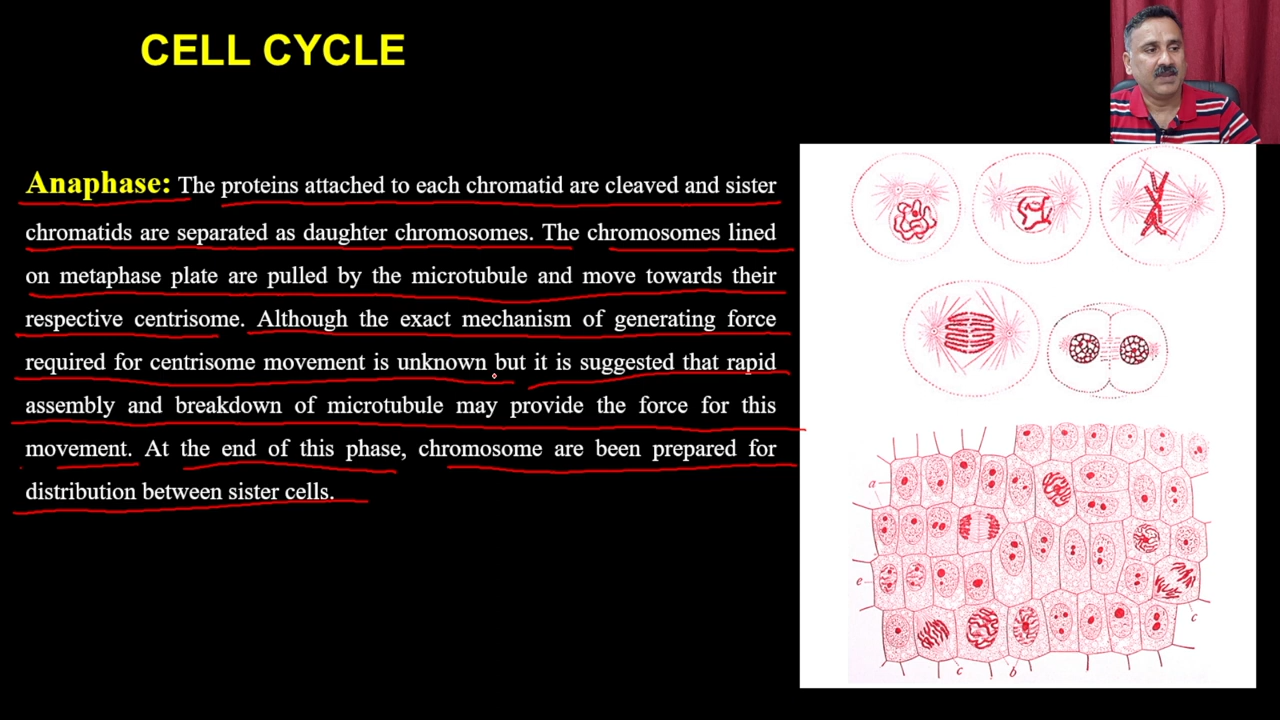 CELL CYCLE
Anaphase: The proteins attached to each chromatid are cleaved and sister
chromatids are separated as daughter chromosomes. The chromosomes lined
on metaphase plate are pulled by the microtubule and move towards their
respective centrisome. Although the exact mechanism of generating force
required for centrisome movement is unknown but it is suggested that rapid
assembly and breakdown of microtubule may provide the force for this
movement. At the end of this phase, chromosome are been prepared for
distribution between sister cells.
a
e
c
c
b